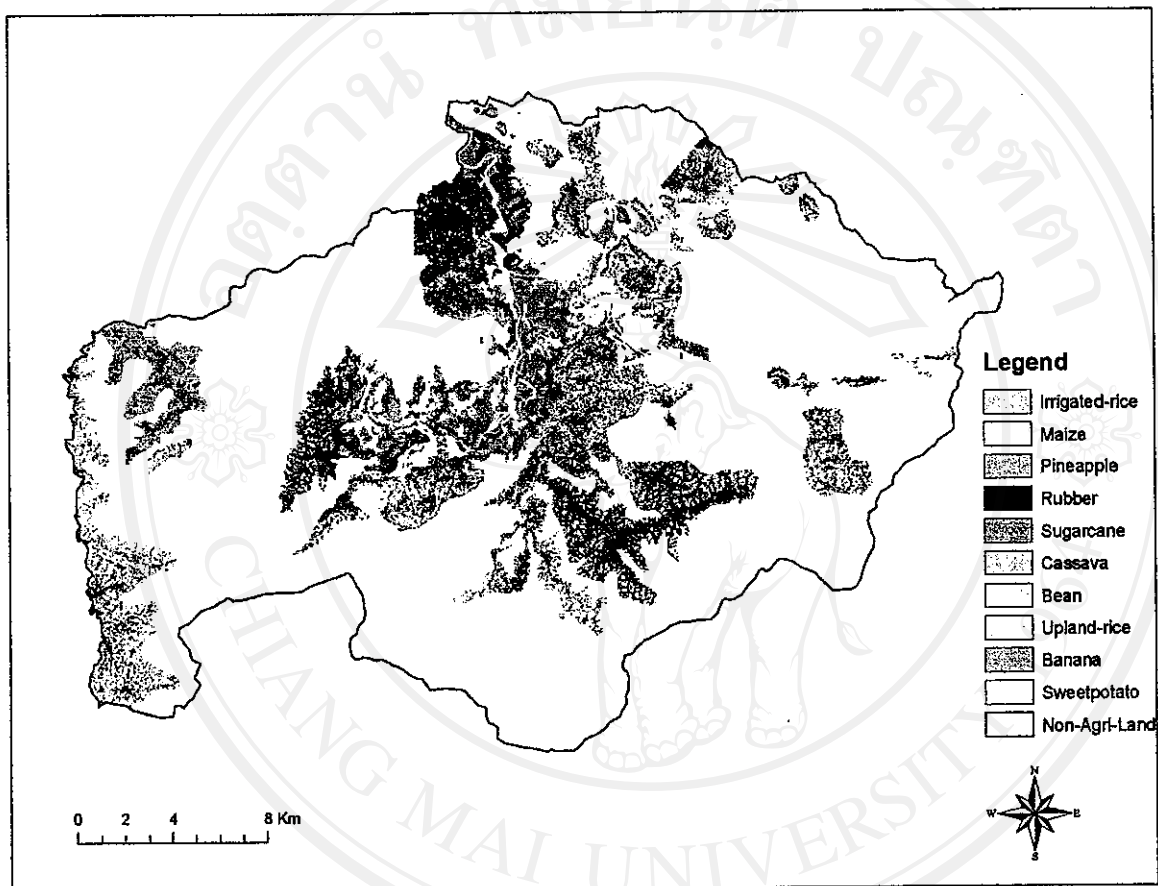 Legend
Irrigated-rice
Maize
Pineapple
Rubber
Sugarcane
Cassava
Bean
Upland-rice
Banana
Sweetpotato
Non-Agri-Land
0 2 4 8 Km
N
W E
S
CHIANG MAI UNIVERSITY